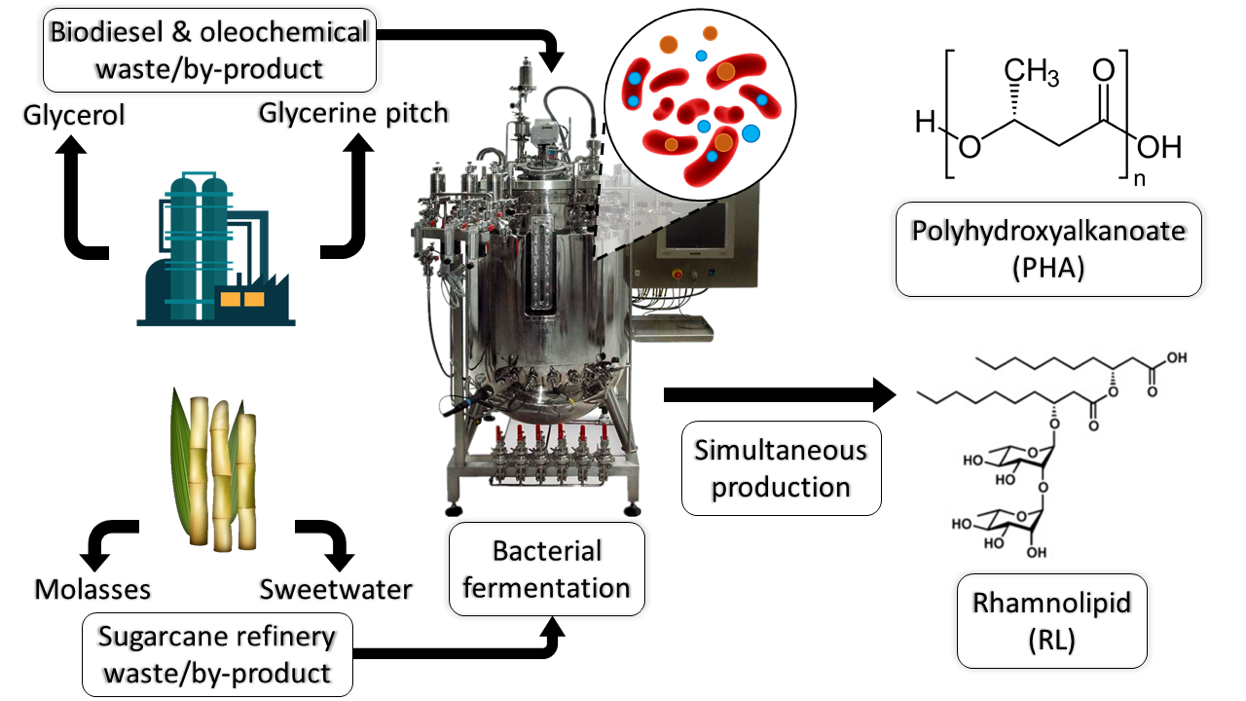 Biodiesel & oleochemical
waste/by-product
Glycerol
Glycerine pitch
Molasses
Sweetwater
Sugarcane refinery
waste/by-product
Bacterial
fermentation
Simultaneous
production
CH3
O
H
O
OH
n
Polyhydroxyalkanoate
(PHA)
OH
O
O
O
O
O
HO
HO
O
O
HO
HO
OH
Rhamnolipid
(RL)